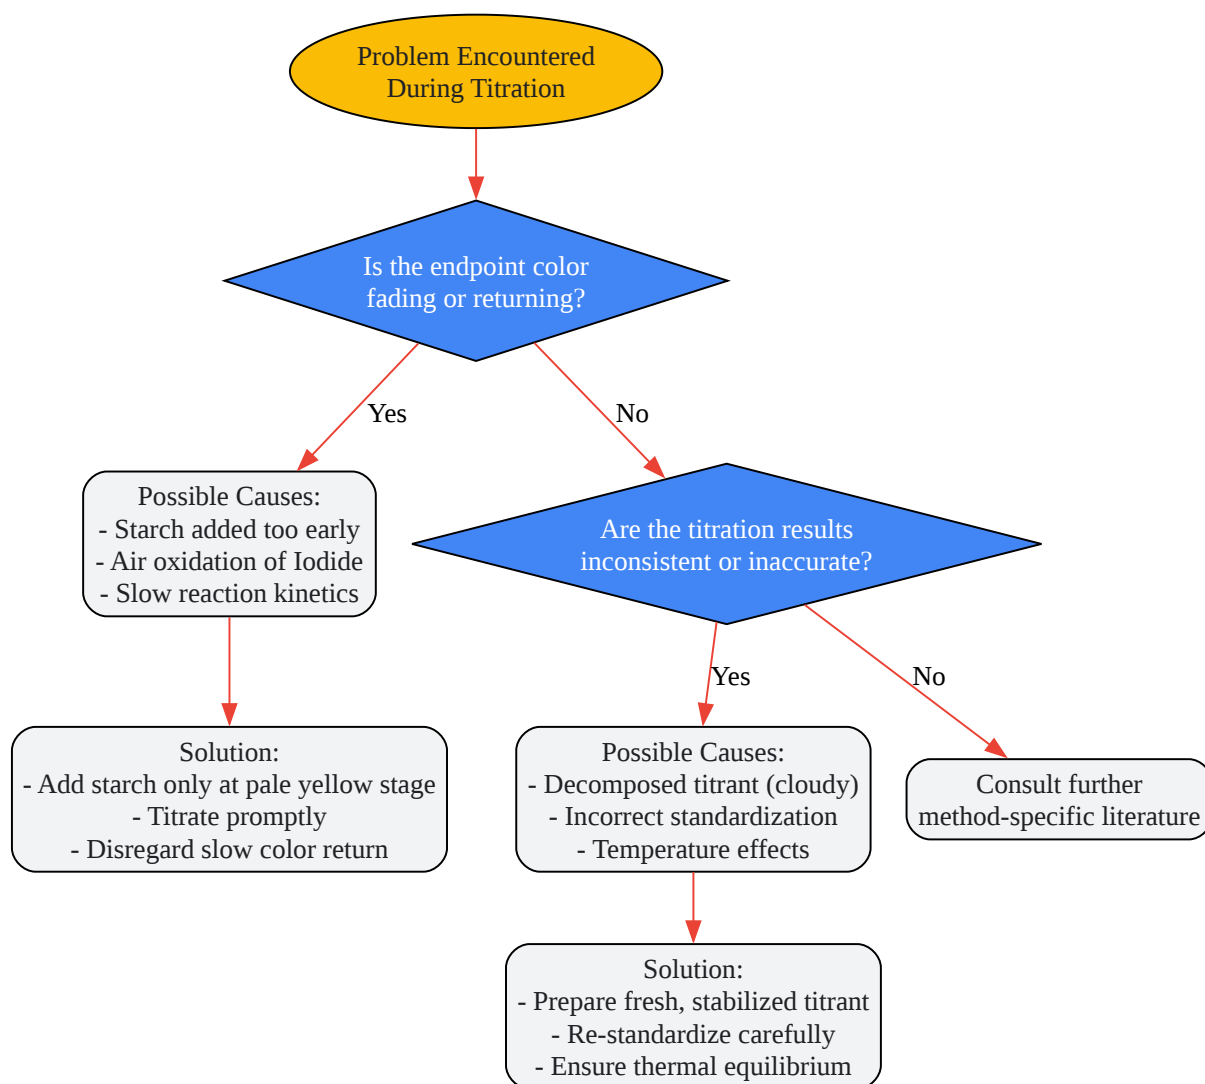 Problem Encountered
During Titration
Is the endpoint color
fading or returning?
Yes
No
Possible Causes:
- Starch added too early
- Air oxidation of Iodide
- Slow reaction kinetics
Are the titration results
inconsistent or inaccurate?
Yes
No
Solution:
- Add starch only at pale yellow stage
- Titrate promptly
- Disregard slow color return
Possible Causes:
- Decomposed titrant (cloudy)
- Incorrect standardization
- Temperature effects
Consult further
method-specific literature
Solution:
- Prepare fresh, stabilized titrant
- Re-standardize carefully
- Ensure thermal equilibrium